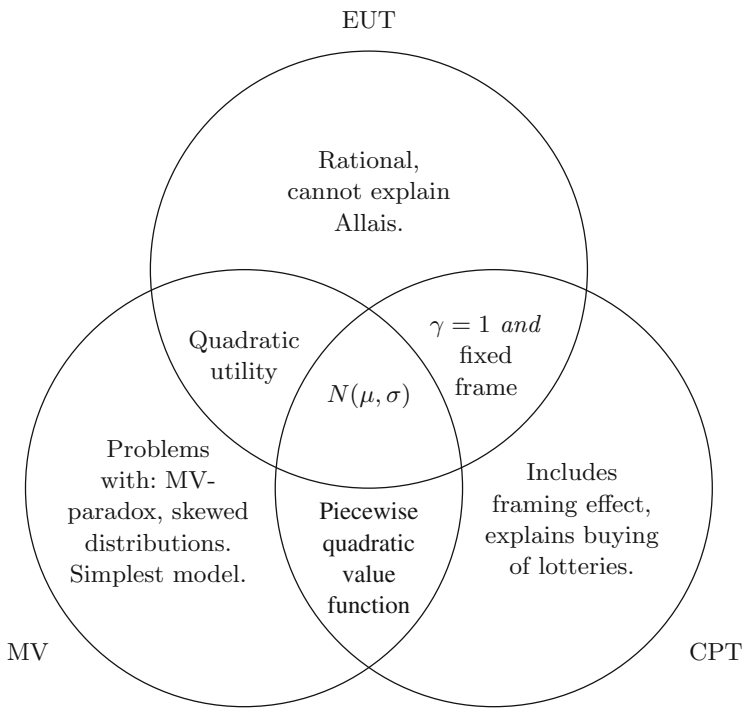 EUT
Rational,
cannot explain
Allais.
Quadratic
utility
γ = 1 and
fixed
frame
N(μ, σ)
Problems
with: MV-
paradox, skewed
distributions.
Simplest model.
Piecewise
quadratic
value
function
Includes
framing effect,
explains buying
of lotteries.
MV
CPT